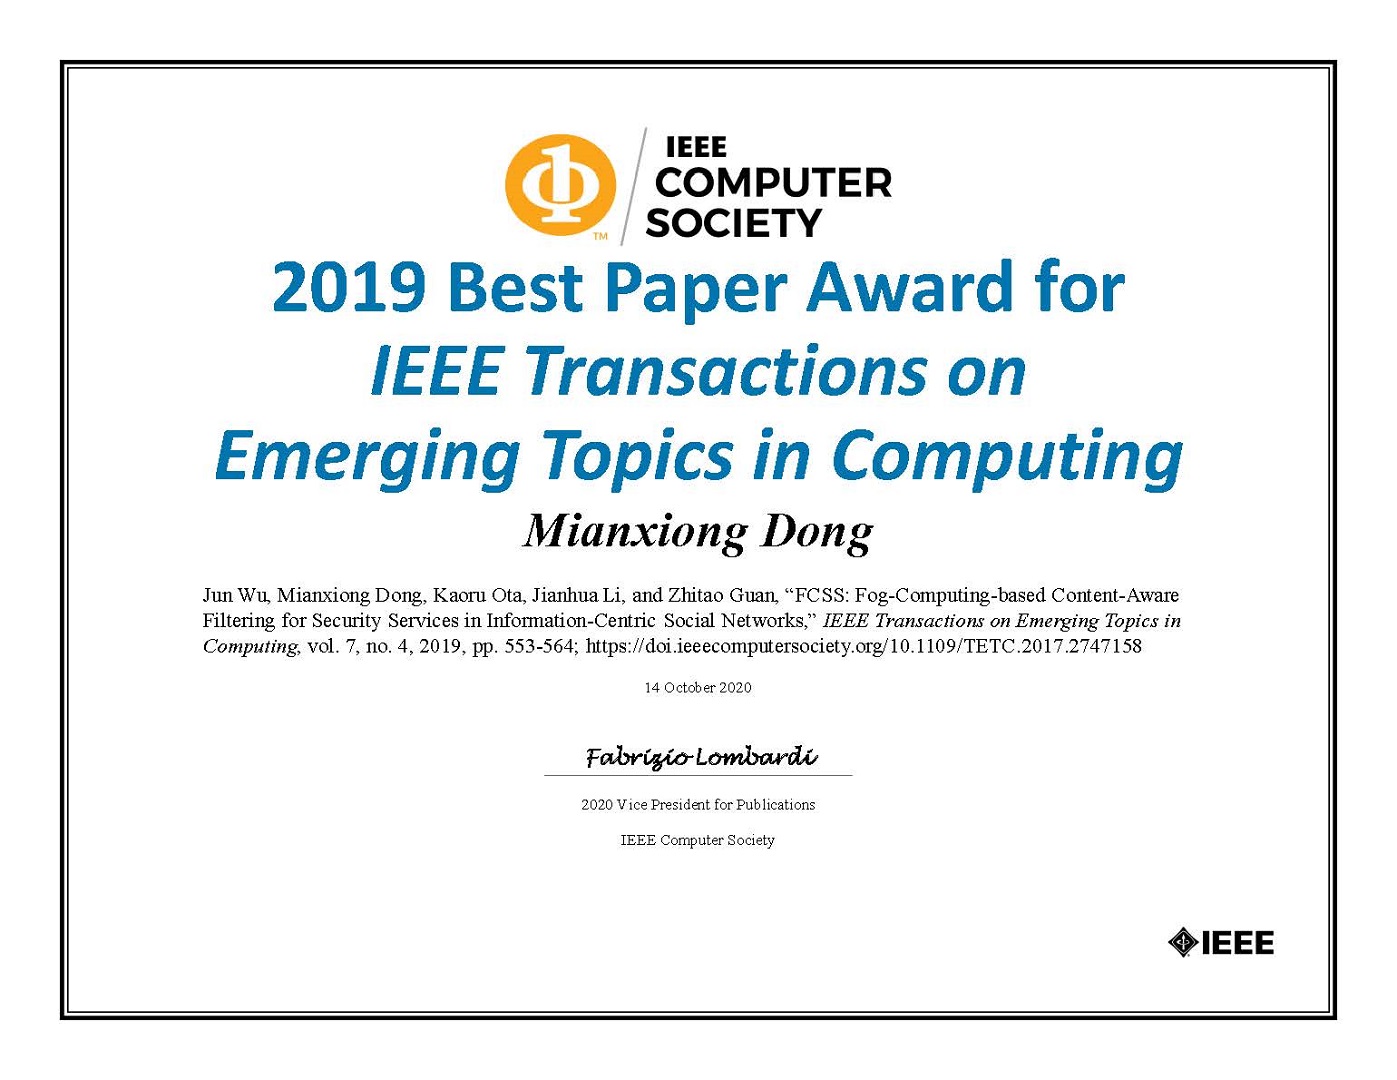 IEEE
COMPUTER
SOCIETY
TM
2019 Best Paper Award for
IEEE Transactions on
Emerging Topics in Computing
Mianxiong Dong
Jun Wu, Mianxiong Dong, Kaoru Ota, Jianhua Li, and Zhitao Guan, “FCSS: Fog-Computing-based Content-Aware
Filtering for Security Services in Information-Centric Social Networks,” IEEE Transactions on Emerging Topics in
Computing, vol. 7, no. 4, 2019, pp. 553-564; https://doi.ieeecomputersociety.org/10.1109/TETC.2017.2747158
14 October 2020
Fabrizio Lombardi
2020 Vice President for Publications
IEEE Computer Society
IEEE